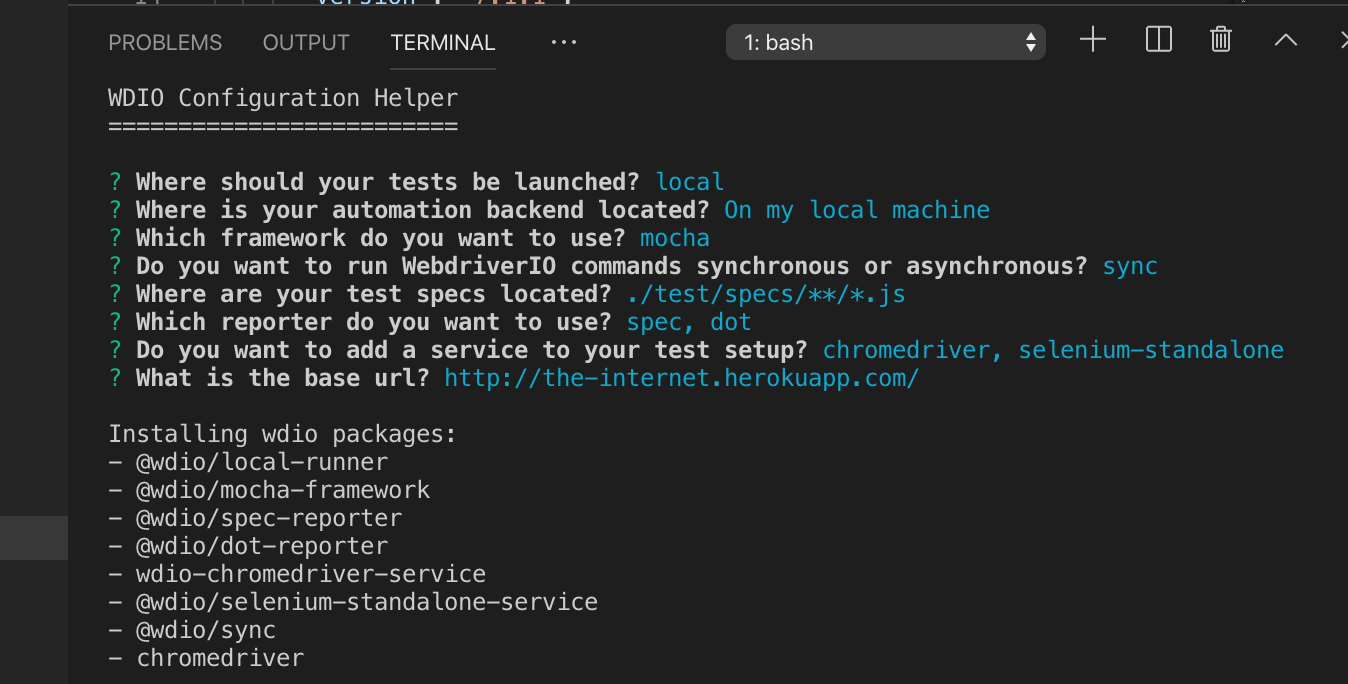 PROBLEMS OUTPUT TERMINAL ... 1: bash
WDIO Configuration Helper
=========================
? Where should your tests be launched? local
? Where is your automation backend located? On my local machine
? Which framework do you want to use? mocha
? Do you want to run WebdriverIO commands synchronous or asynchronous? sync
? Where are your test specs located? ./test/specs/**/*.js
? Which reporter do you want to use? spec, dot
? Do you want to add a service to your test setup? chromedriver, selenium-standalone
? What is the base url? http://the-internet.herokuapp.com/
Installing wdio packages:
- @wdio/local-runner
- @wdio/mocha-framework
- @wdio/spec-reporter
- @wdio/dot-reporter
- wdio-chromedriver-service
- @wdio/selenium-standalone-service
- @wdio/sync
- chromedriver